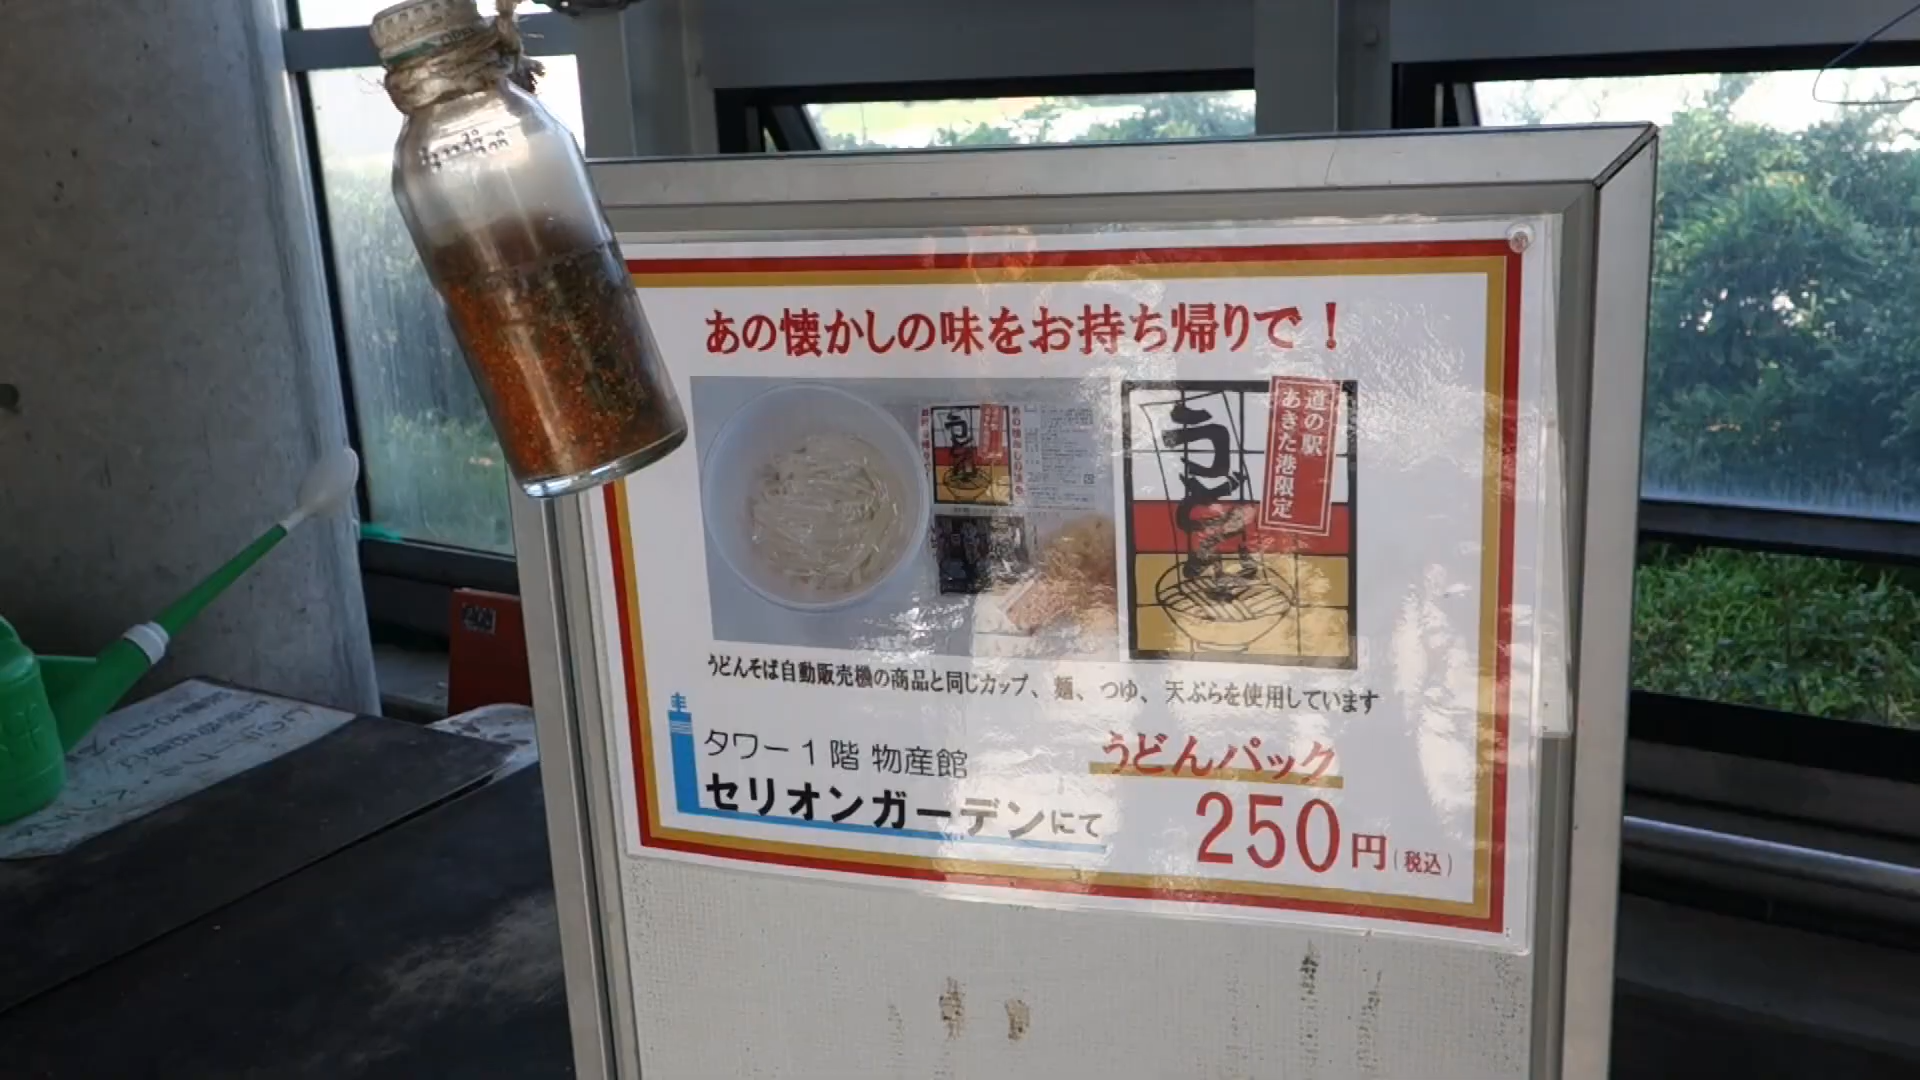 あの懐かしの味をお持ち帰りで！
道の駅
あきた港限定
うどん
うどんそば自動販売機の商品と同じカップ、麺、つゆ、天ぷらを使用しています
タワー１階 物産館
セリオンガーデンにて
うどんパック
250円(税込)